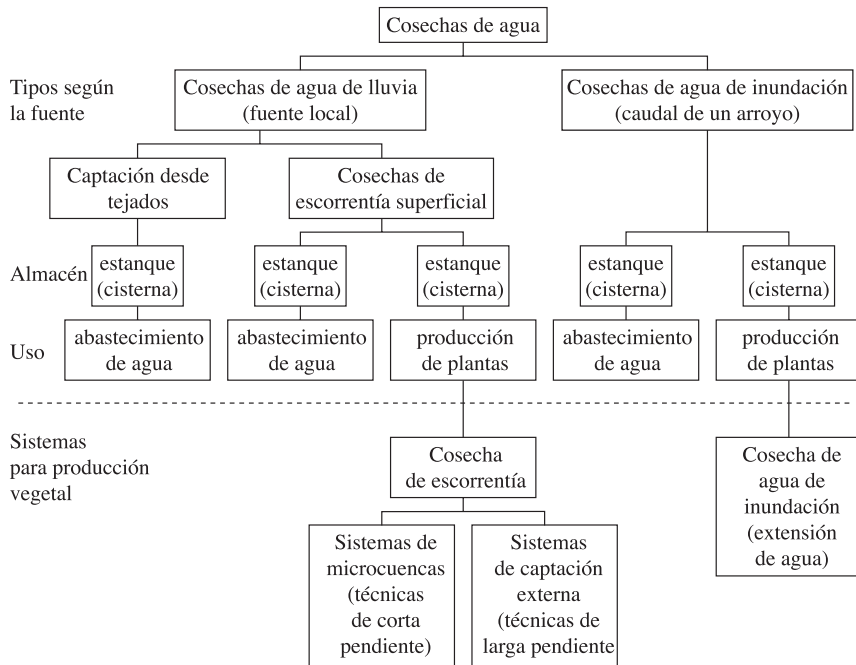 Cosechas de agua
Tipos según
la fuente
Cosechas de agua de lluvia
(fuente local)
Cosechas de agua de inundación
(caudal de un arroyo)
Captación desde
tejados
Cosechas de
escorrentía superficial
Almacén
estanque
(cisterna)
estanque
(cisterna)
estanque
(cisterna)
estanque
(cisterna)
estanque
(cisterna)
Uso
abastecimiento
de agua
abastecimiento
de agua
producción
de plantas
abastecimiento
de agua
producción
de plantas
Sistemas
para producción
vegetal
Cosecha
de escorrentía
Cosecha de
agua de
inundación
(extensión
de agua)
Sistemas de
microcuencas
(técnicas
de corta
pendiente)
Sistemas
de captación
externa
(técnicas de
larga pendiente